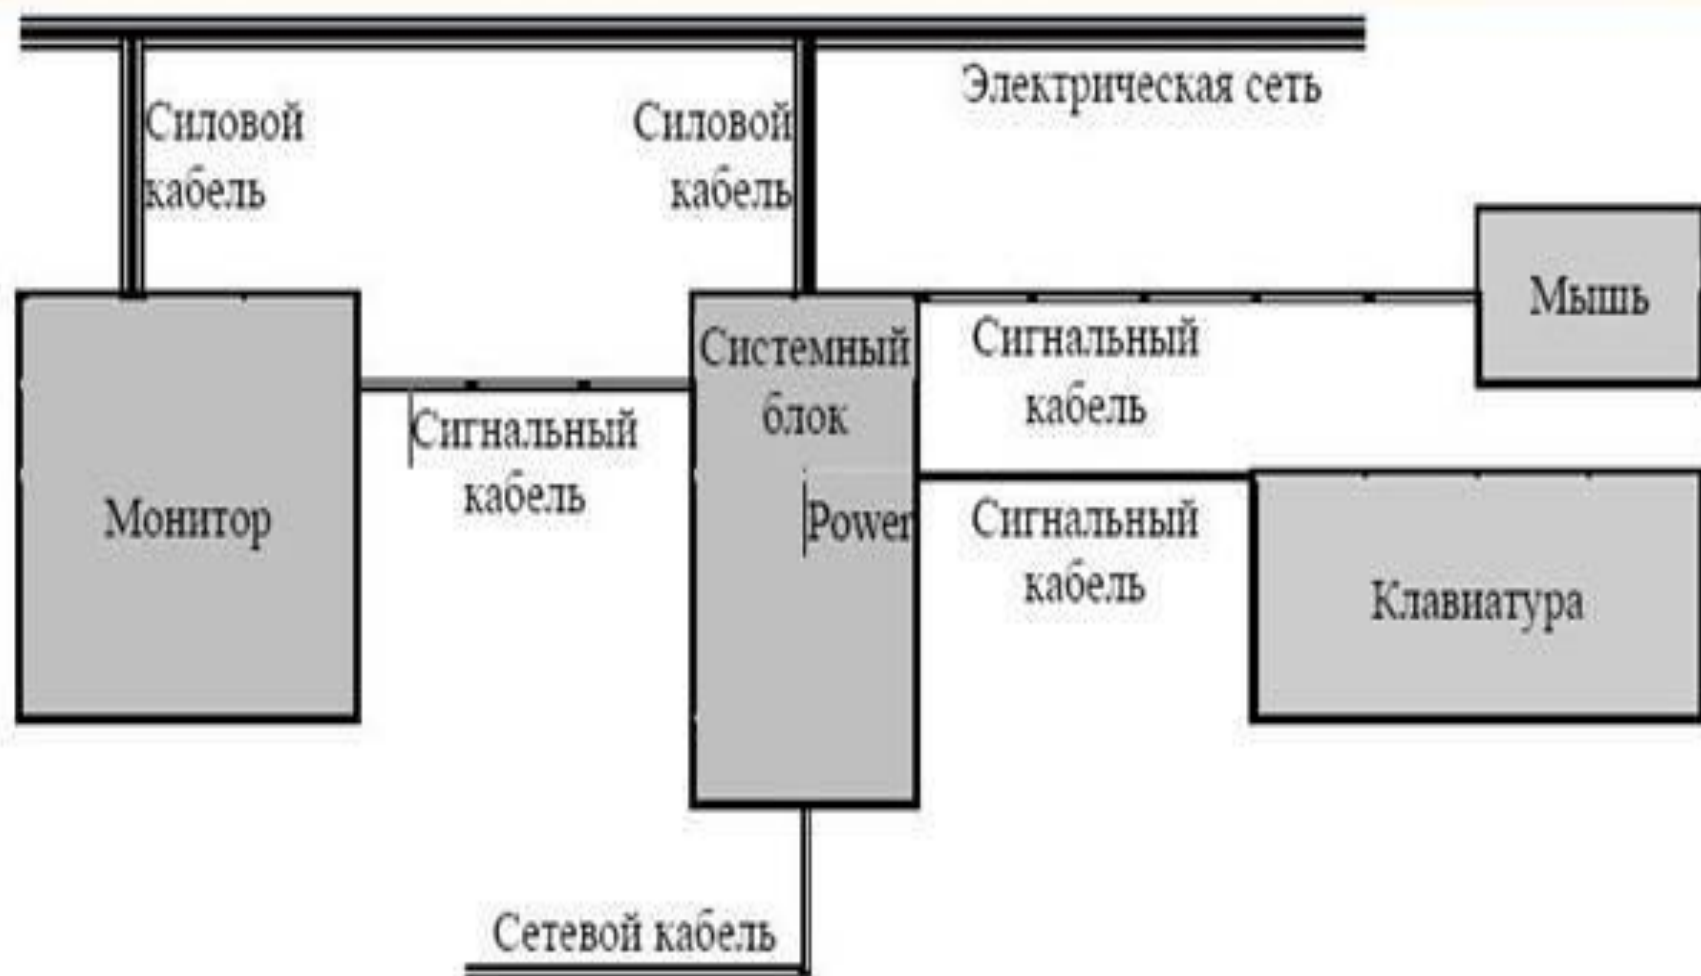 Электрическая сеть
Силовой
кабель
Силовой
кабель
Мышь
Системный
блок
Сигнальный
кабель
Сигнальный
кабель
Монитор
Power
Сигнальный
кабель
Клавиатура
Сетевой кабель